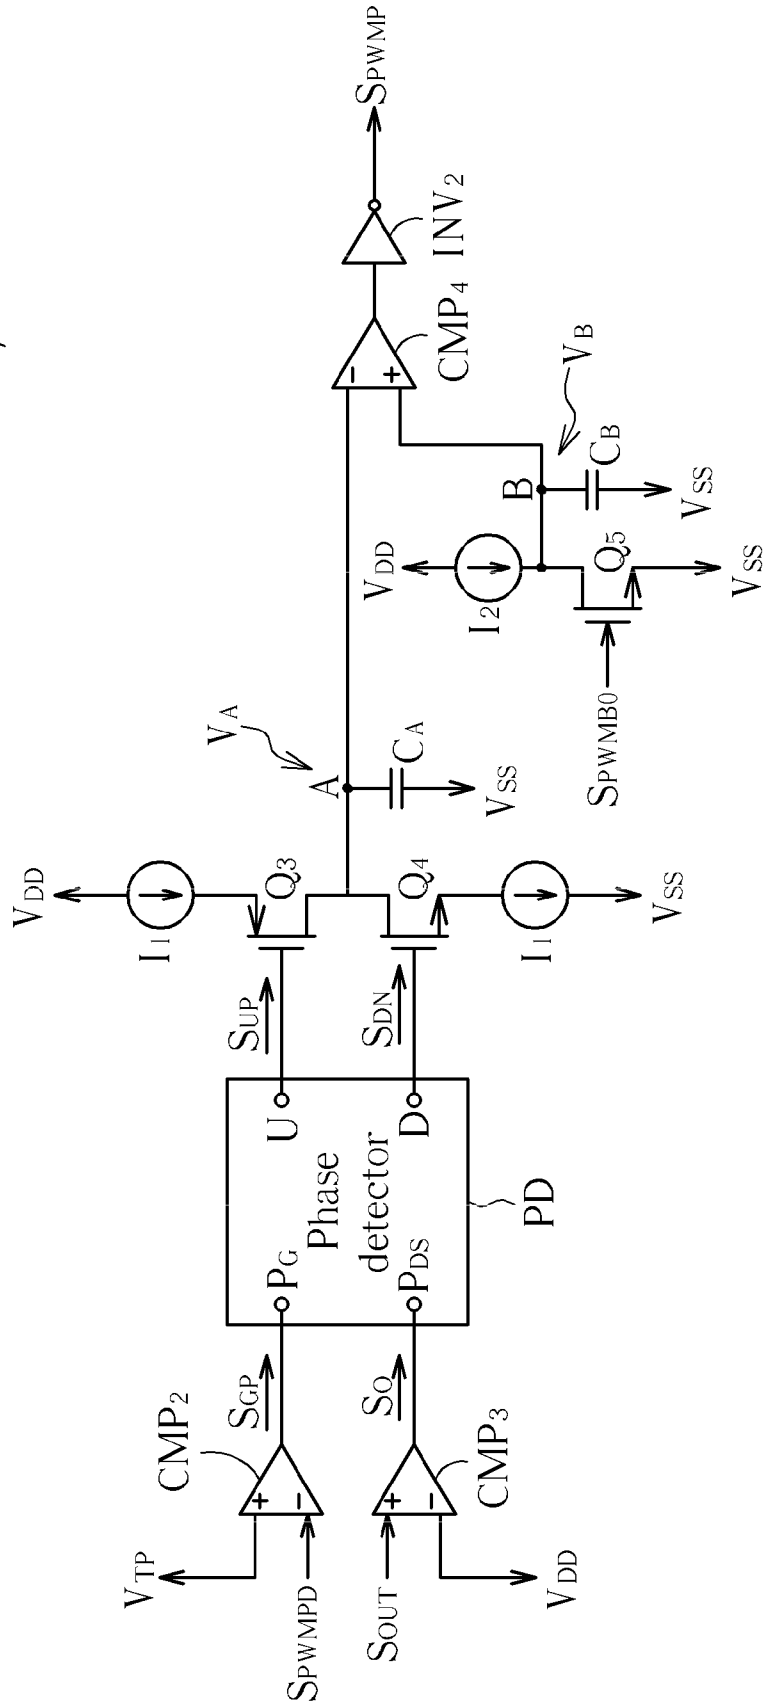 VTP
CMP2
+
−
SPWMPD
SGP
SOUT
+
−
VDD
CMP3
SO
PG
PDS
Phase
detector
U
D
PD
SUP
SDN
VDD
I1
Q3
Q4
I1
VSS
VA
A
CA
VSS
SPWMB0
VDD
I2
Q5
VSS
B
CB
VSS
VB
−
+
CMP4
INV2
SPWMP